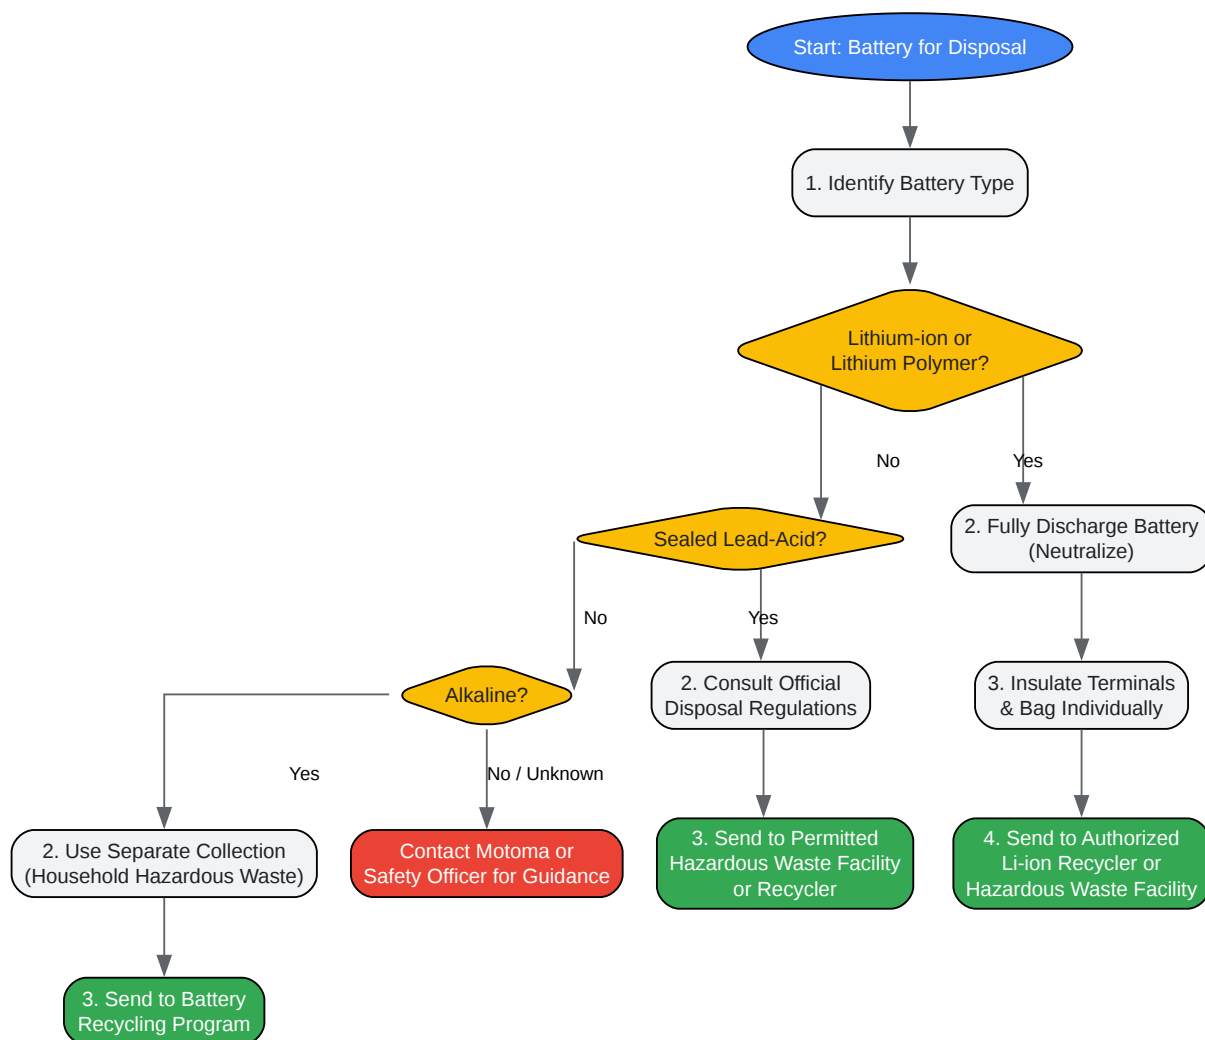 Start: Battery for Disposal
1. Identify Battery Type
Lithium-ion or
Lithium Polymer?
No
Yes
Sealed Lead-Acid?
2. Fully Discharge Battery
(Neutralize)
No
Yes
Alkaline?
2. Consult Official
Disposal Regulations
3. Insulate Terminals
& Bag Individually
Yes
No / Unknown
2. Use Separate Collection
(Household Hazardous Waste)
Contact Motoma or
Safety Officer for Guidance
3. Send to Permitted
Hazardous Waste Facility
or Recycler
4. Send to Authorized
Li-ion Recycler or
Hazardous Waste Facility
3. Send to Battery
Recycling Program